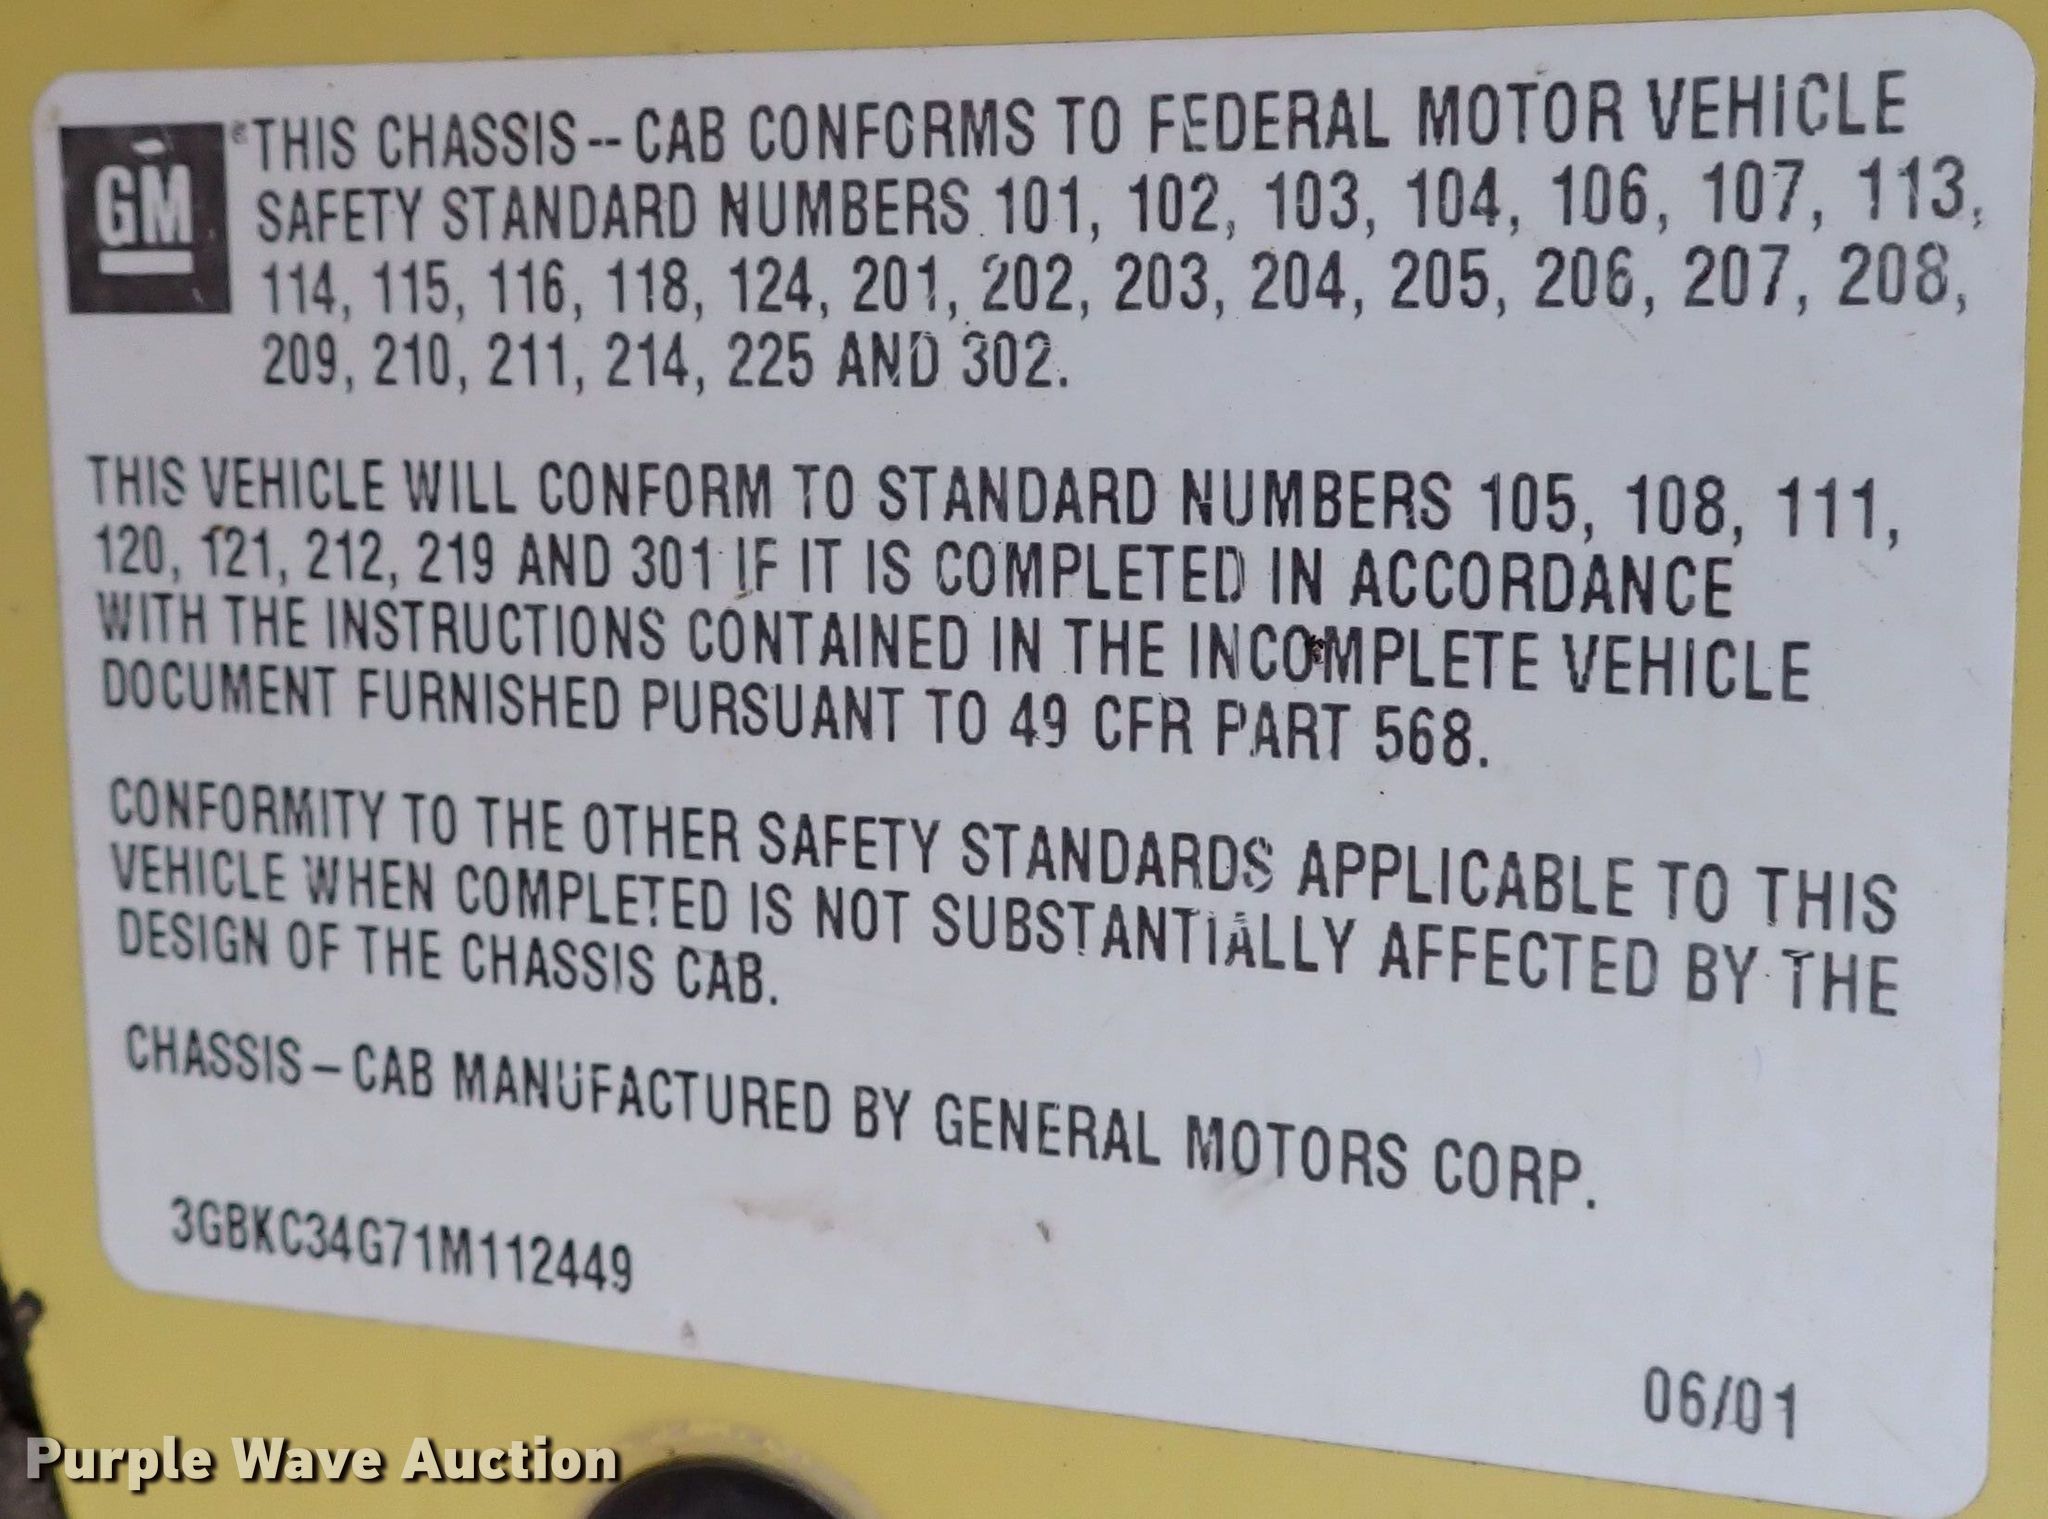 GM
® THIS CHASSIS--CAB CONFORMS TO FEDERAL MOTOR VEHICLE
SAFETY STANDARD NUMBERS 101, 102, 103, 104, 106, 107, 113,
114, 115, 116, 118, 124, 201, 202, 203, 204, 205, 206, 207, 208,
209, 210, 211, 214, 225 AND 302.
THIS VEHICLE WILL CONFORM TO STANDARD NUMBERS 105, 108, 111,
120, 121, 212, 219 AND 301 IF IT IS COMPLETED IN ACCORDANCE
WITH THE INSTRUCTIONS CONTAINED IN THE INCOMPLETE VEHICLE
DOCUMENT FURNISHED PURSUANT TO 49 CFR PART 568.
CONFORMITY TO THE OTHER SAFETY STANDARDS APPLICABLE TO THIS
VEHICLE WHEN COMPLETED IS NOT SUBSTANTIALLY AFFECTED BY THE
DESIGN OF THE CHASSIS CAB.
CHASSIS-CAB MANUFACTURED BY GENERAL MOTORS CORP.
3GBKC34G71M112449
06/01
Purple Wave Auction